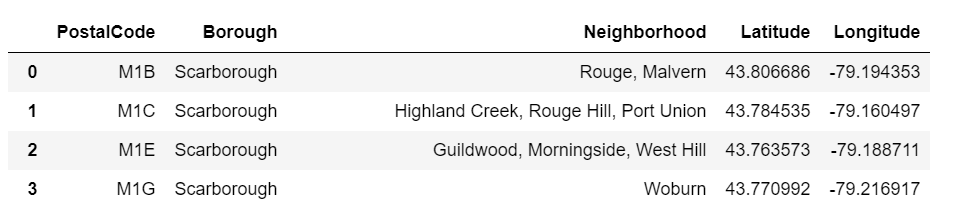 PostalCode Borough Neighborhood Latitude Longitude
0 M1B Scarborough Rouge, Malvern 43.806686 -79.194353
1 M1C Scarborough Highland Creek, Rouge Hill, Port Union 43.784535 -79.160497
2 M1E Scarborough Guildwood, Morningside, West Hill 43.763573 -79.188711
3 M1G Scarborough Woburn 43.770992 -79.216917